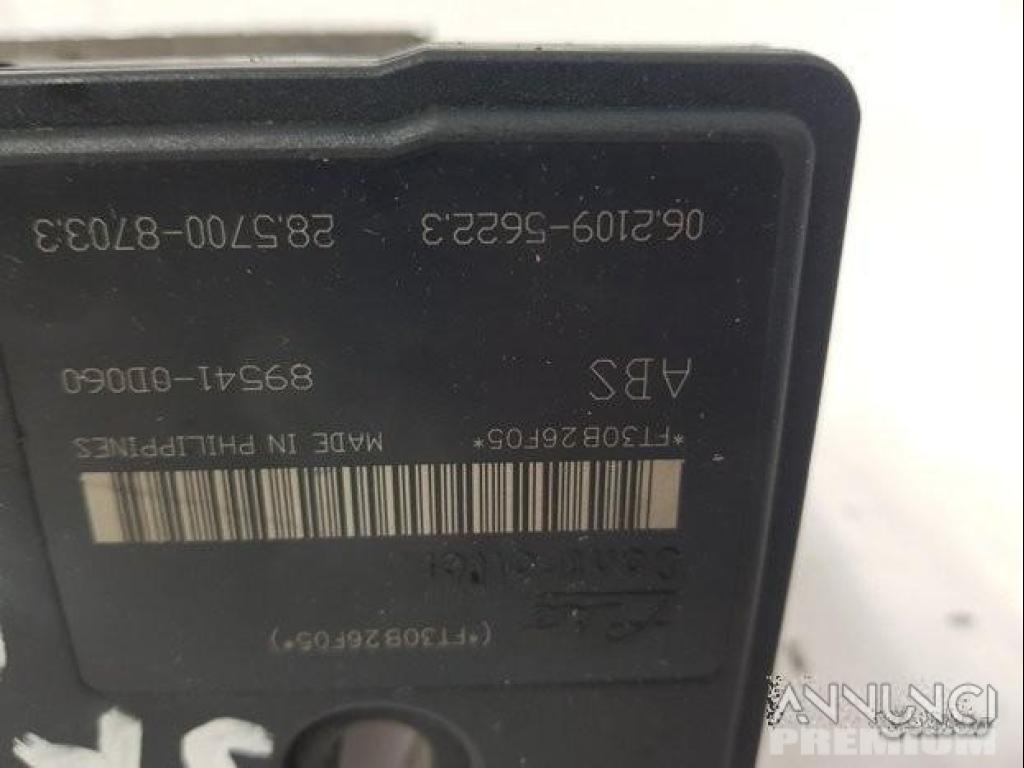 (*FT30B26F05*)
*FT30B26F05* MADE IN PHILIPPINES
ABS 89541-0D060
06.2109-5622.3 28.5700-8703.3
ANNUNCI
PREMIUM